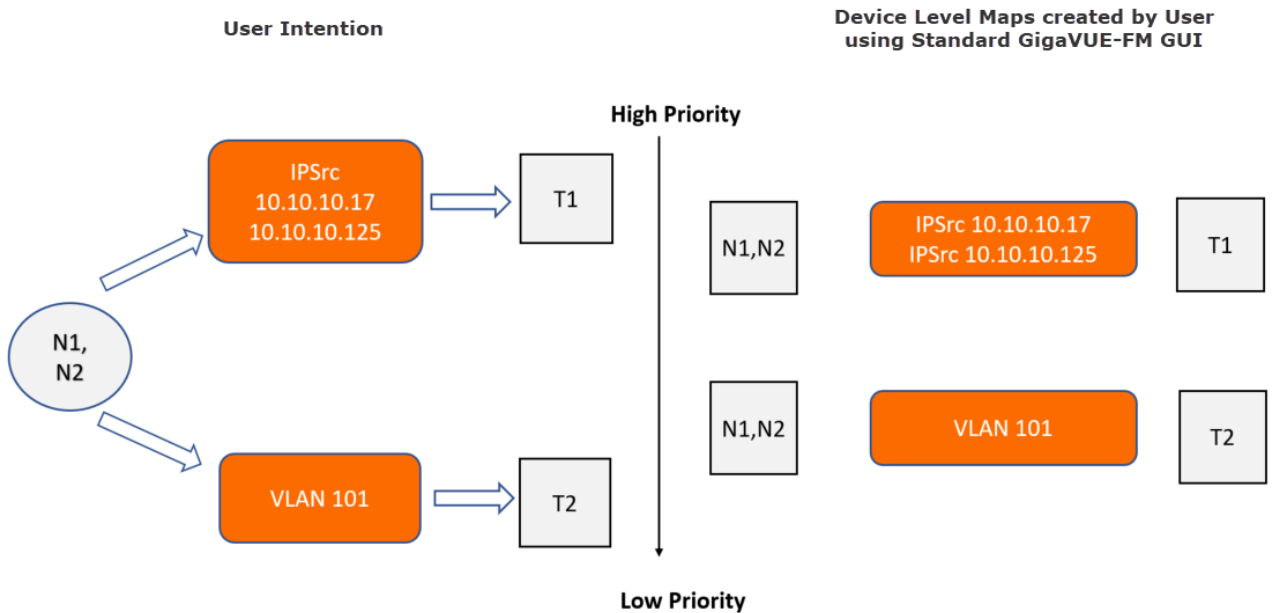 User Intention
Device Level Maps created by User
using Standard GigaVUE-FM GUI
High Priority
IPSrc
10.10.10.17
10.10.10.125
T1
N1,
N2
VLAN 101
T2
N1,N2
IPSrc 10.10.10.17
IPSrc 10.10.10.125
T1
N1,N2
VLAN 101
T2
Low Priority